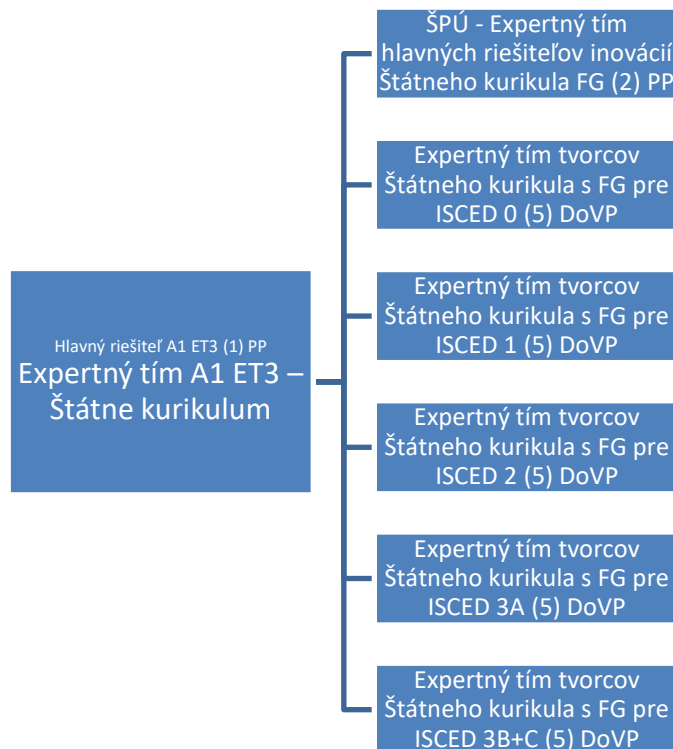 Hlavný riešiteľ A1 ET3 (1) PP
Expertný tím A1 ET3 –
Štátne kurikulum
ŠPÚ - Expertný tím
hlavných riešiteľov inovácií
Štátneho kurikula FG (2) PP
Expertný tím tvorcov
Štátneho kurikula s FG pre
ISCED 0 (5) DoVP
Expertný tím tvorcov
Štátneho kurikula s FG pre
ISCED 1 (5) DoVP
Expertný tím tvorcov
Štátneho kurikula s FG pre
ISCED 2 (5) DoVP
Expertný tím tvorcov
Štátneho kurikula s FG pre
ISCED 3A (5) DoVP
Expertný tím tvorcov
Štátneho kurikula s FG pre
ISCED 3B+C (5) DoVP